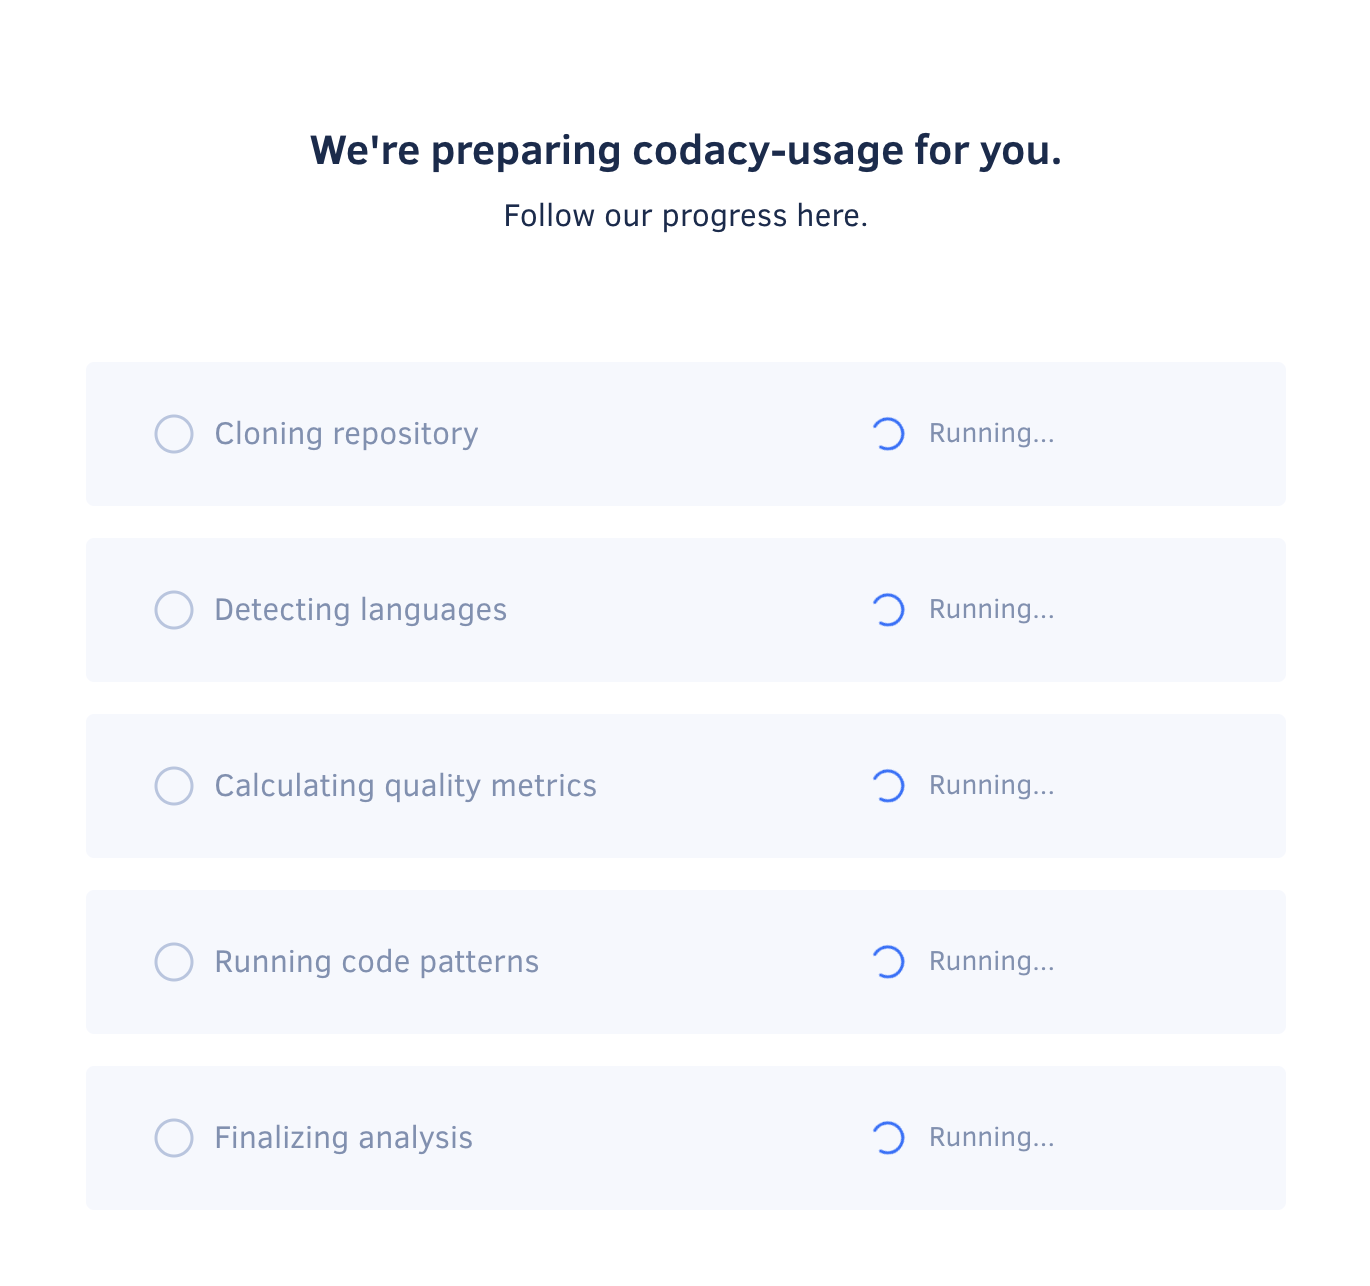 We're preparing codacy-usage for you.
Follow our progress here.
Cloning repository Running...
Detecting languages Running...
Calculating quality metrics Running...
Running code patterns Running...
Finalizing analysis Running...